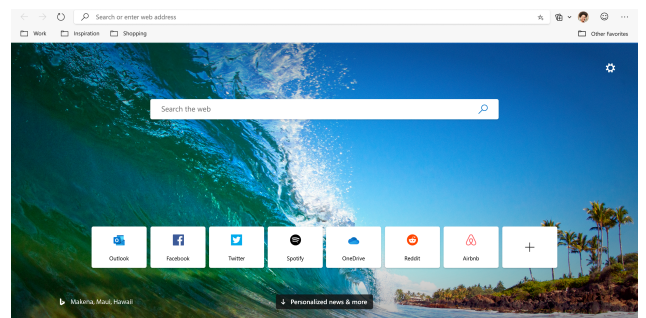 Search or enter web address
Work Inspiration Shopping Other favorites
Search the web
Outlook Facebook Twitter Spotify OneDrive Reddit Airbnb
Makena, Maui, Hawaii
Personalized news & more